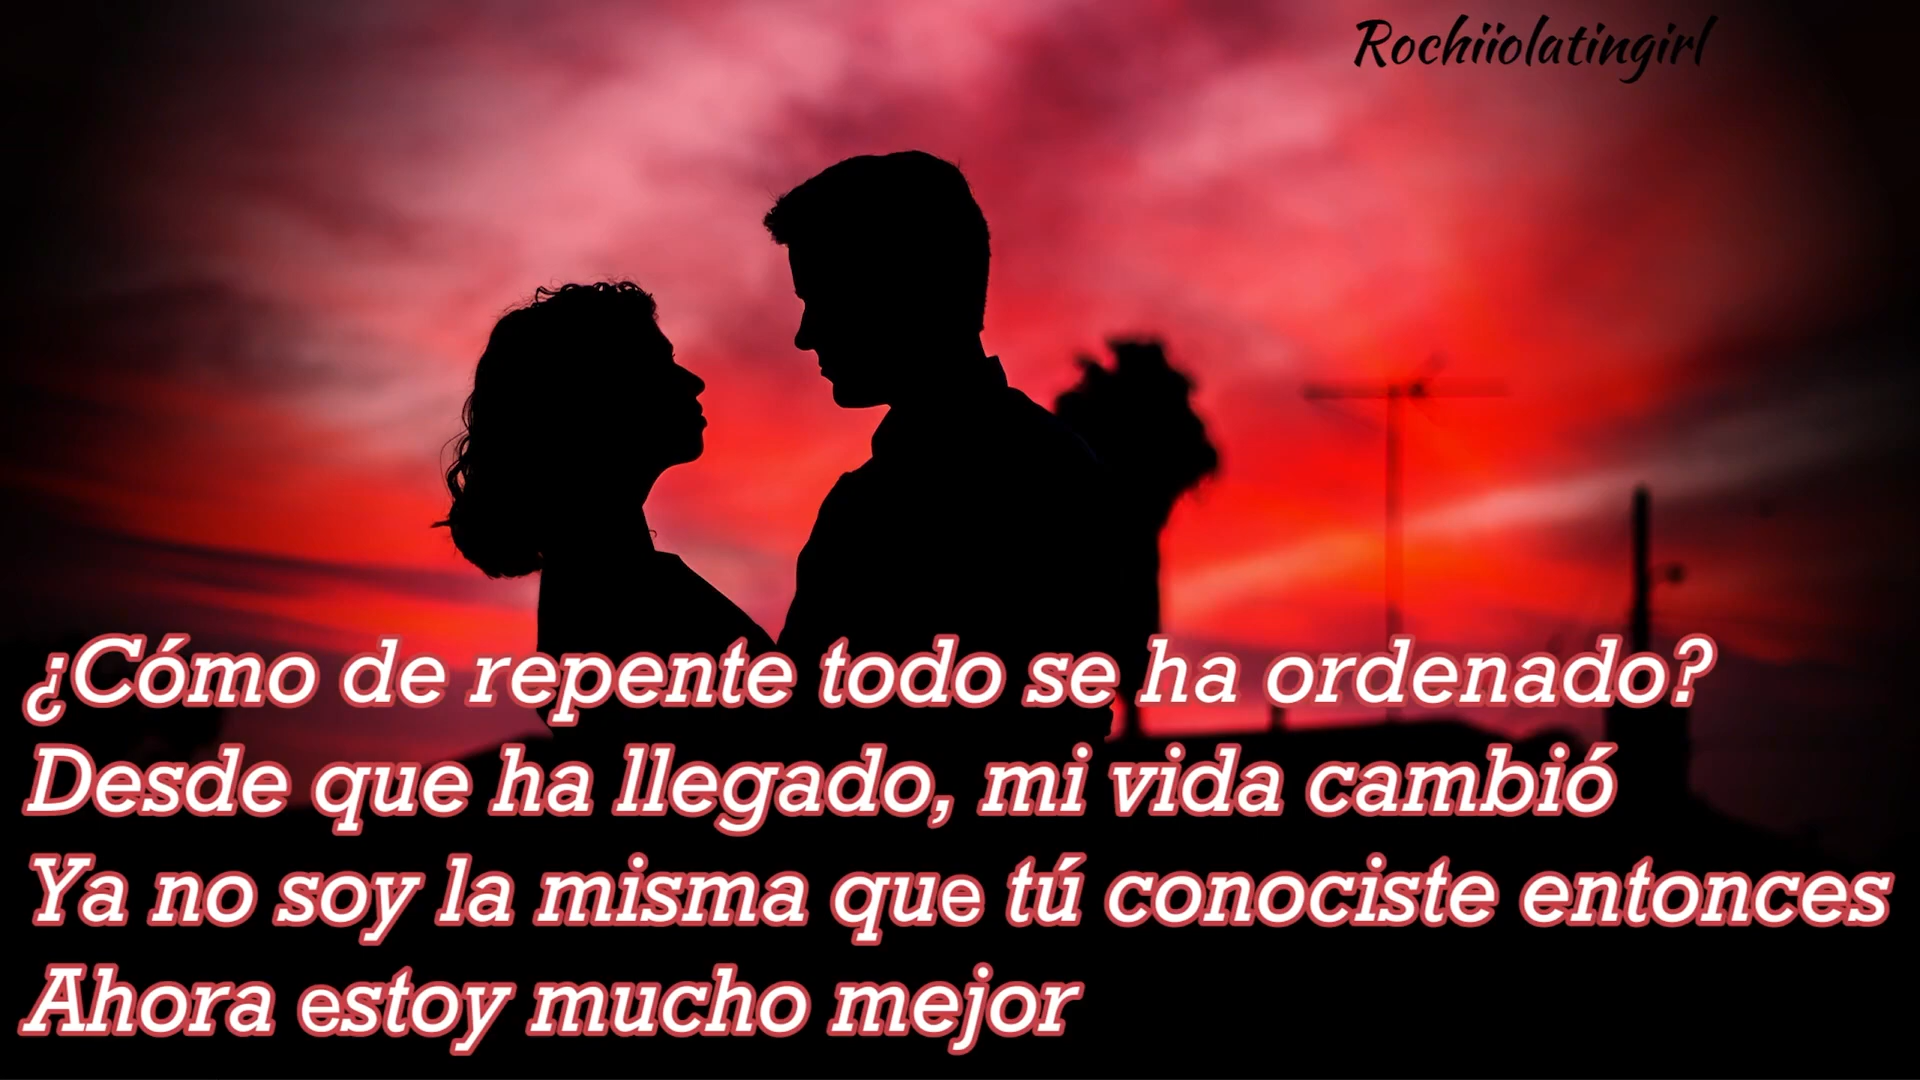 Rochiiolatingirl
¿Cómo de repente todo se ha ordenado?
Desde que ha llegado, mi vida cambió
Ya no soy la misma que tú conociste entonces
Ahora estoy mucho mejor